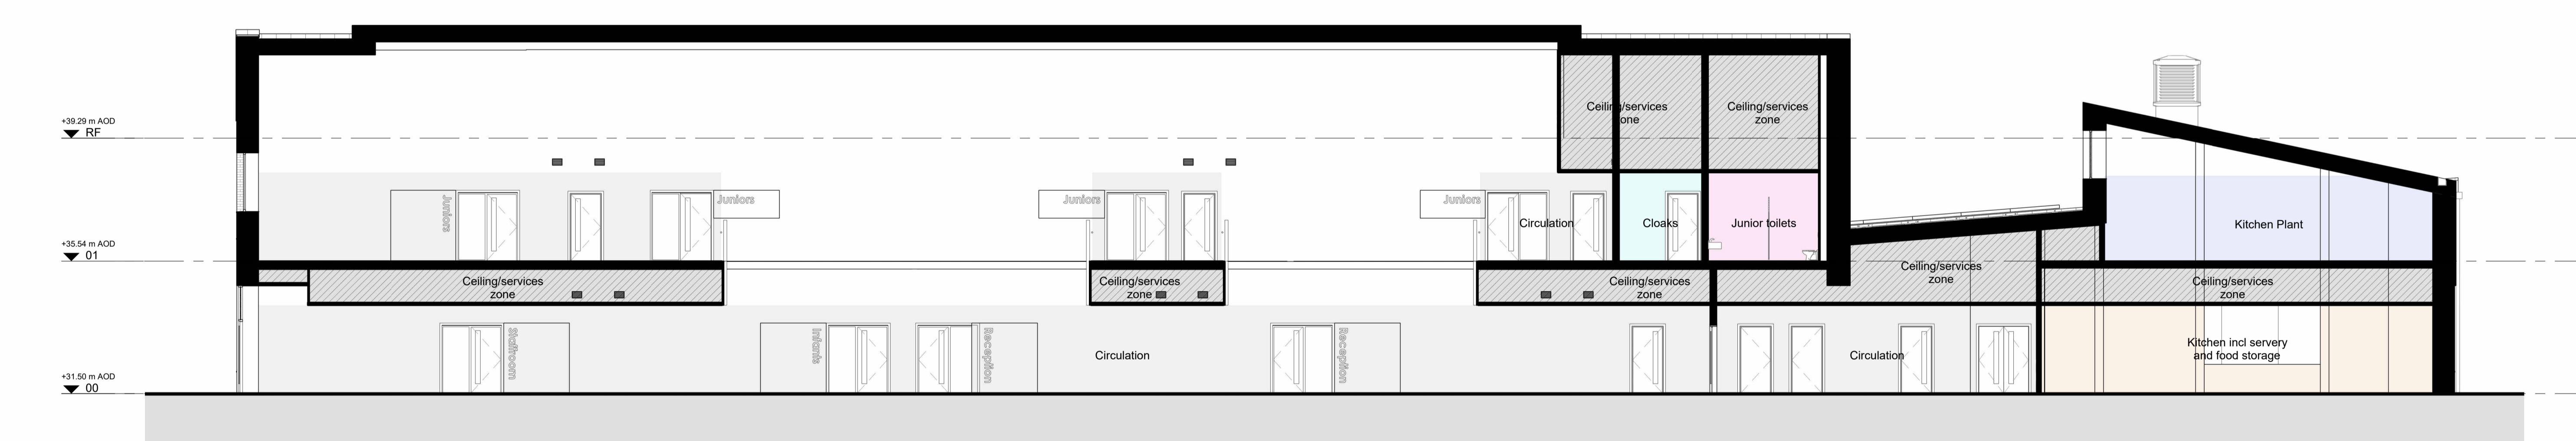 Ceiling/services
zone
Ceiling/services
zone
+39.29 m AOD
RF
Juniors
Juniors
Juniors
Juniors
Circulation
Cloaks
Junior toilets
Kitchen Plant
+35.54 m AOD
01
Ceiling/services
zone
Ceiling/services
zone
Ceiling/services
zone
Ceiling/services
zone
Ceiling/services
zone
Staffroom
Infants
Reception
Circulation
Reception
Circulation
Kitchen incl servery
and food storage
+31.50 m AOD
00